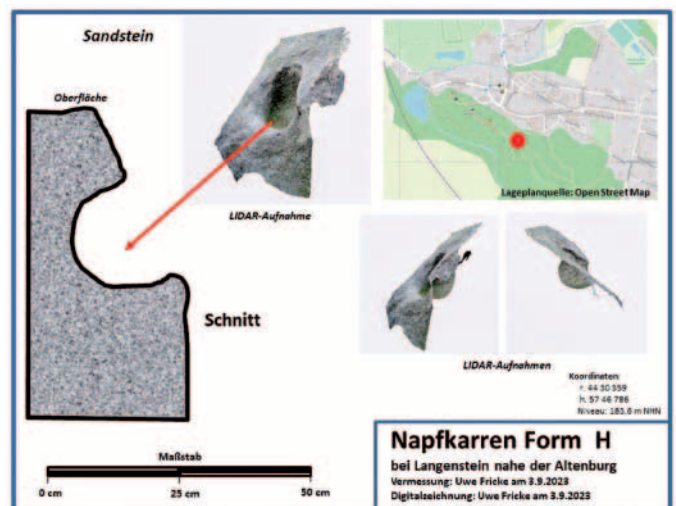 Sandstein
Oberfläche
LIDAR-Aufnahme
Lageplanquelle: Open Street Map
Schnitt
LIDAR-Aufnahmen
Koordinaten
r. 44 30 359
h. 57 46 786
Niveau: 185.6 m NHN
Maßstab
0 cm
25 cm
50 cm
Napfkarren Form H
bei Langenstein nahe der Altenburg
Vermessung: Uwe Fricke am 3.9.2023
Digitalzeichnung: Uwe Fricke am 3.9.2023